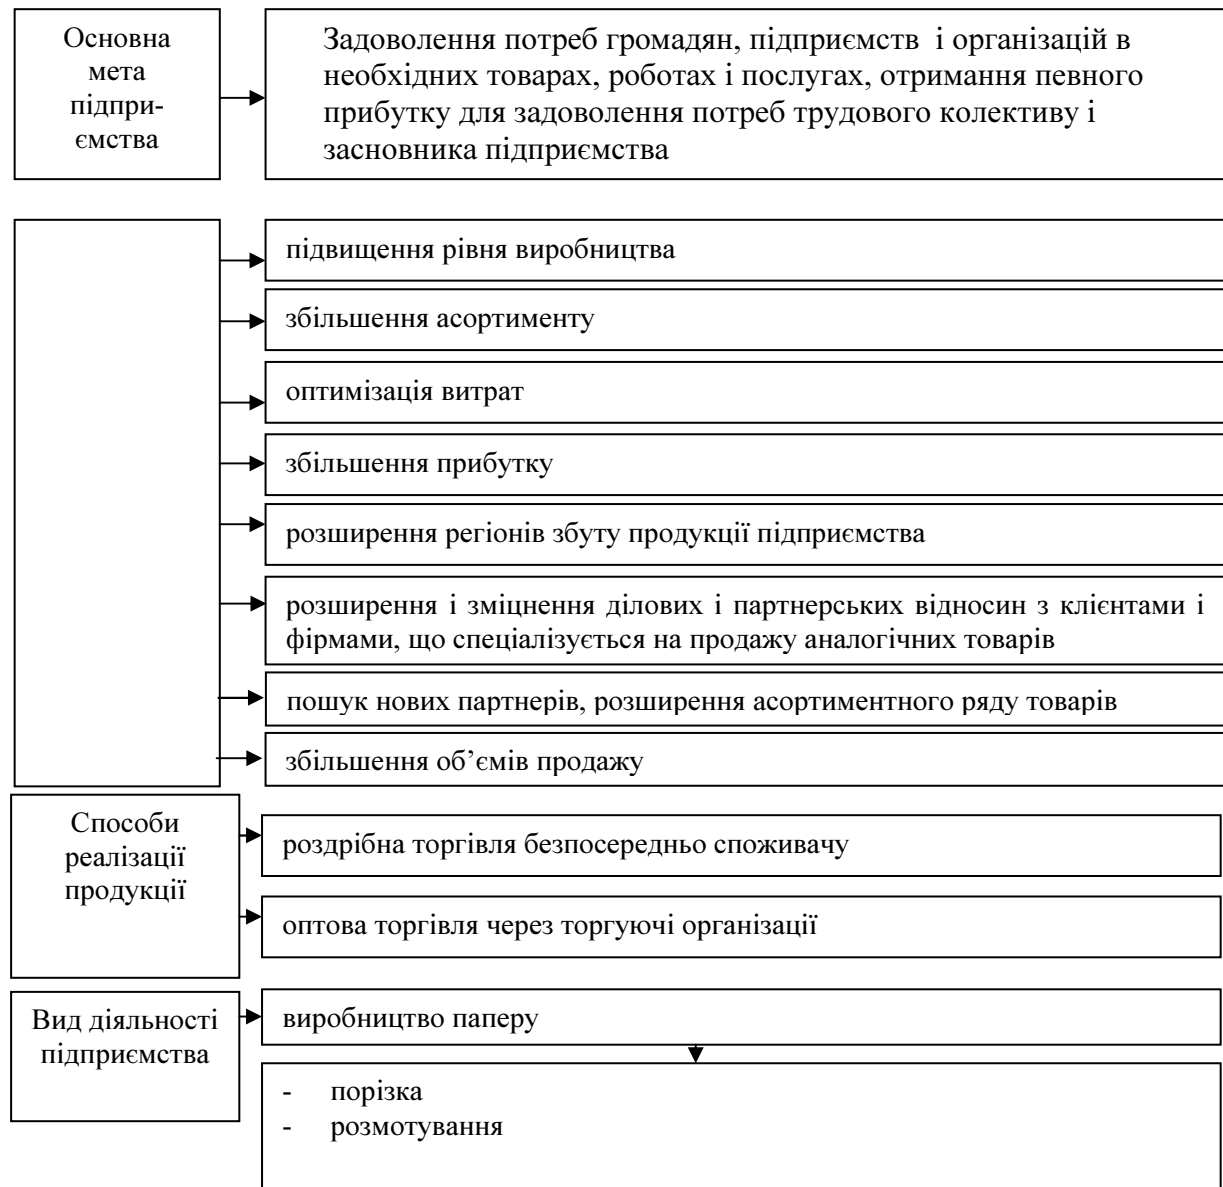 Основна
мета
підпри-
ємства
Задоволення потреб громадян, підприємств і організацій в
необхідних товарах, роботах і послугах, отримання певного
прибутку для задоволення потреб трудового колективу і
засновника підприємства
підвищення рівня виробництва
збільшення асортименту
оптимізація витрат
збільшення прибутку
розширення регіонів збуту продукції підприємства
розширення і зміцнення ділових і партнерських відносин з клієнтами і
фірмами, що спеціалізується на продажу аналогічних товарів
пошук нових партнерів, розширення асортиментного ряду товарів
збільшення об’ємів продажу
Способи
реалізації
продукції
роздрібна торгівля безпосередньо споживачу
оптова торгівля через торгуючі організації
Вид діяльності
підприємства
виробництво паперу
- порізка
- розмотування